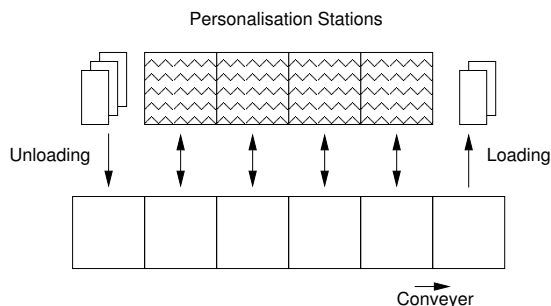 Personalisation Stations
Unloading
Loading
Conveyer